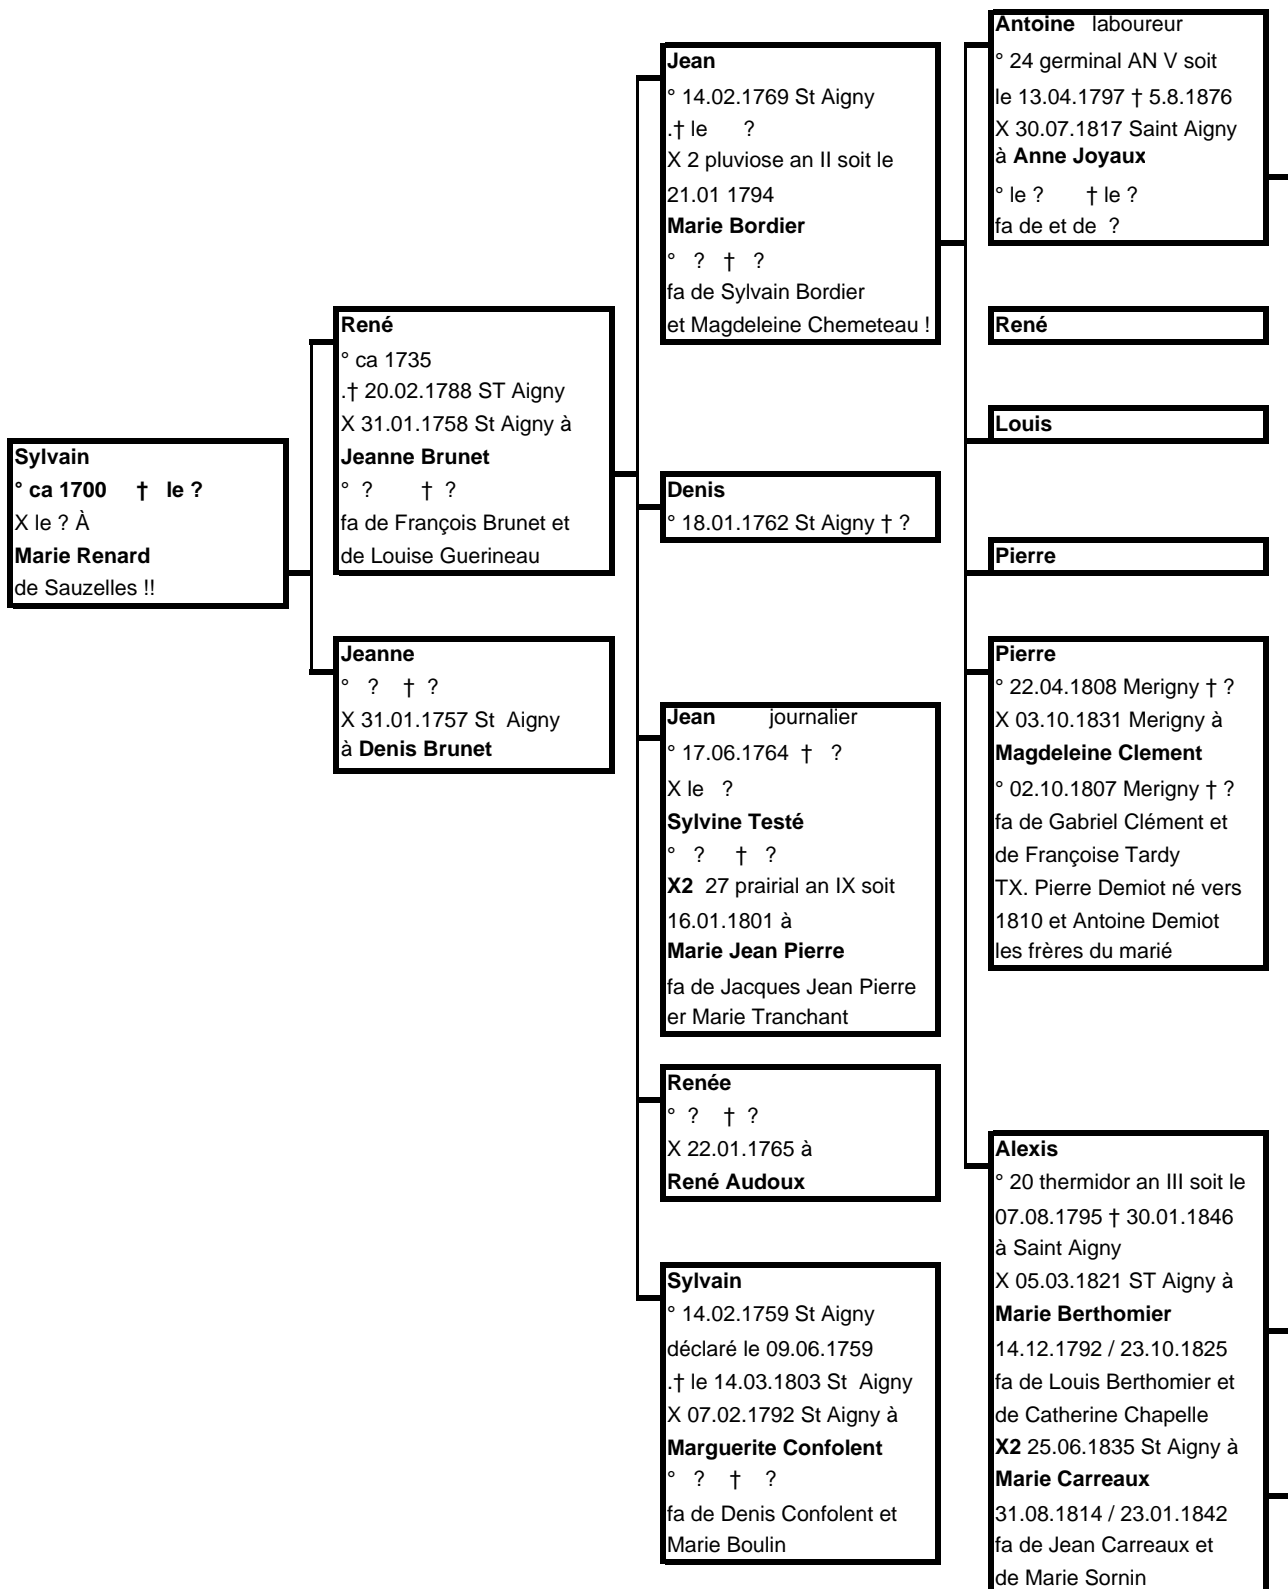 Sylvain
° ca 1700 † le ?
X le ? À
Marie Renard
de Sauzelles !!
René
° ca 1735
.† 20.02.1788 ST Aigny
X 31.01.1758 St Aigny à
Jeanne Brunet
° ? † ?
fa de François Brunet et
de Louise Guerineau
Jeanne
° ? † ?
X 31.01.1757 St Aigny
à Denis Brunet
Jean
° 14.02.1769 St Aigny
.† le ?
X 2 pluviose an II soit le
21.01 1794
Marie Bordier
° ? † ?
fa de Sylvain Bordier
et Magdeleine Chemeteau !
Denis
° 18.01.1762 St Aigny † ?
Jean journalier
° 17.06.1764 † ?
X le ?
Sylvine Testé
° ? † ?
X2 27 prairial an IX soit
16.01.1801 à
Marie Jean Pierre
fa de Jacques Jean Pierre
er Marie Tranchant
Renée
° ? † ?
X 22.01.1765 à
René Audoux
Sylvain
° 14.02.1759 St Aigny
déclaré le 09.06.1759
.† le 14.03.1803 St Aigny
X 07.02.1792 St Aigny à
Marguerite Confolent
° ? † ?
fa de Denis Confolent et
Marie Boulin
Antoine laboureur
° 24 germinal AN V soit
le 13.04.1797 † 5.8.1876
X 30.07.1817 Saint Aigny
à Anne Joyaux
° le ? † le ?
fa de et de ?
René
Louis
Pierre
Pierre
° 22.04.1808 Merigny † ?
X 03.10.1831 Merigny à
Magdeleine Clement
° 02.10.1807 Merigny † ?
fa de Gabriel Clément et
de Françoise Tardy
TX. Pierre Demiot né vers
1810 et Antoine Demiot
les frères du marié
Alexis
° 20 thermidor an III soit le
07.08.1795 † 30.01.1846
à Saint Aigny
X 05.03.1821 ST Aigny à
Marie Berthomier
14.12.1792 / 23.10.1825
fa de Louis Berthomier et
de Catherine Chapelle
X2 25.06.1835 St Aigny à
Marie Carreaux
31.08.1814 / 23.01.1842
fa de Jean Carreaux et
de Marie Sornin